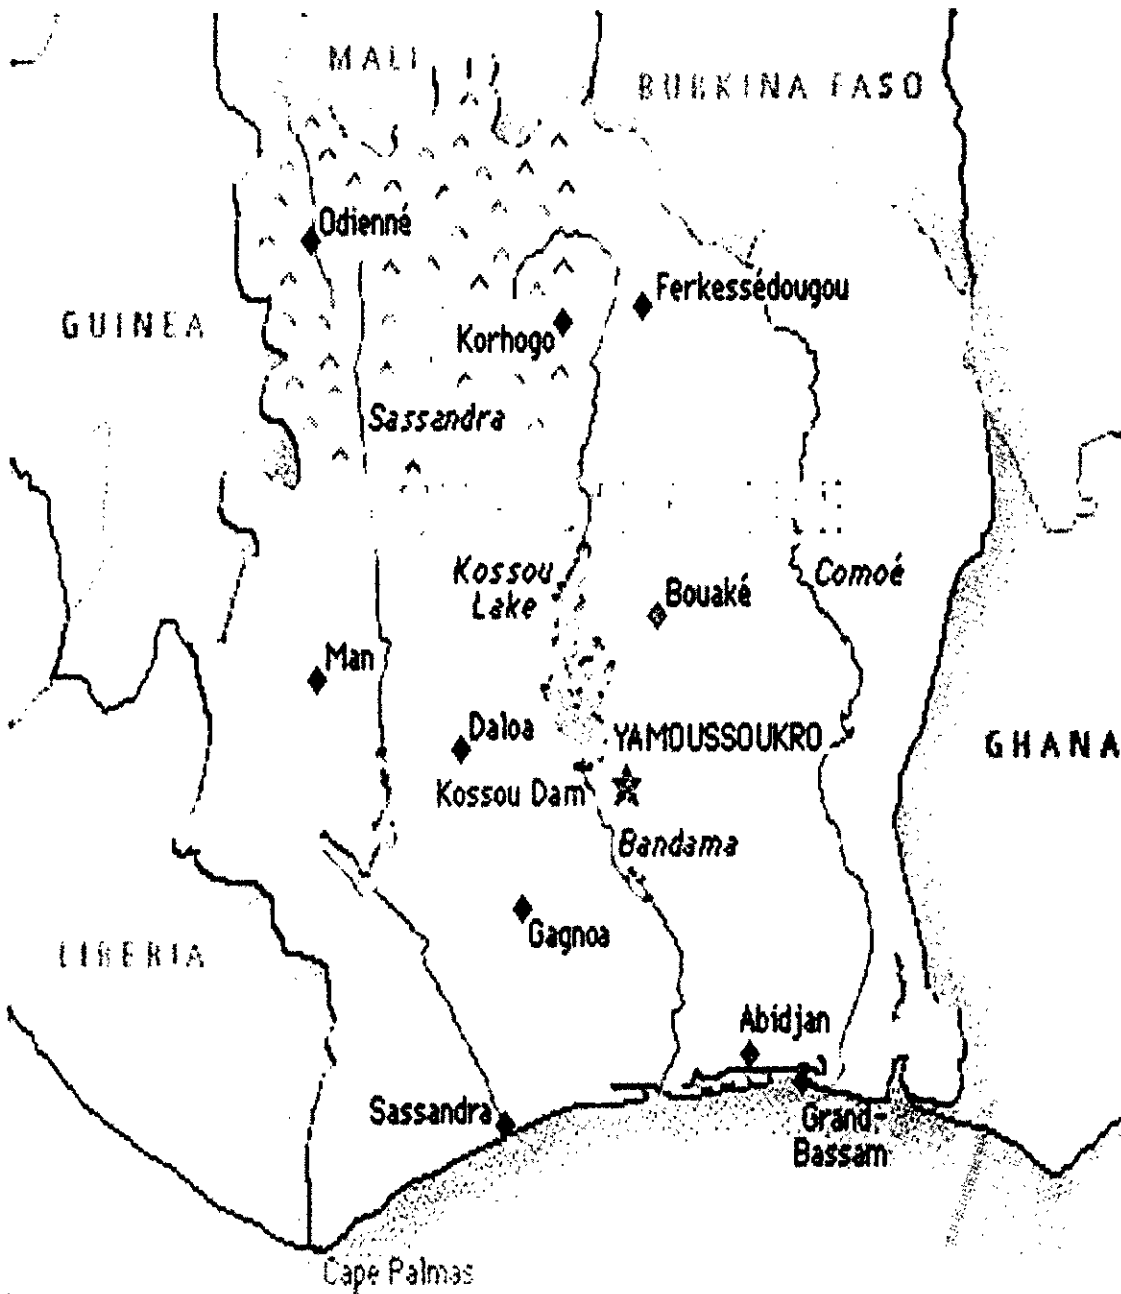 MALI
BURKINA FASO
Odienné
Ferkessédougou
GUINEA
Korhogo
Sassandra
Kossou
Lake
Comoé
Bouaké
Man
Daloa
YAMOUSSOUKRO
GHANA
Kossou Dam
Bandama
Gagnoa
LIBERIA
Abidjan
Sassandra
Grand-
Bassam
Cape Palmas